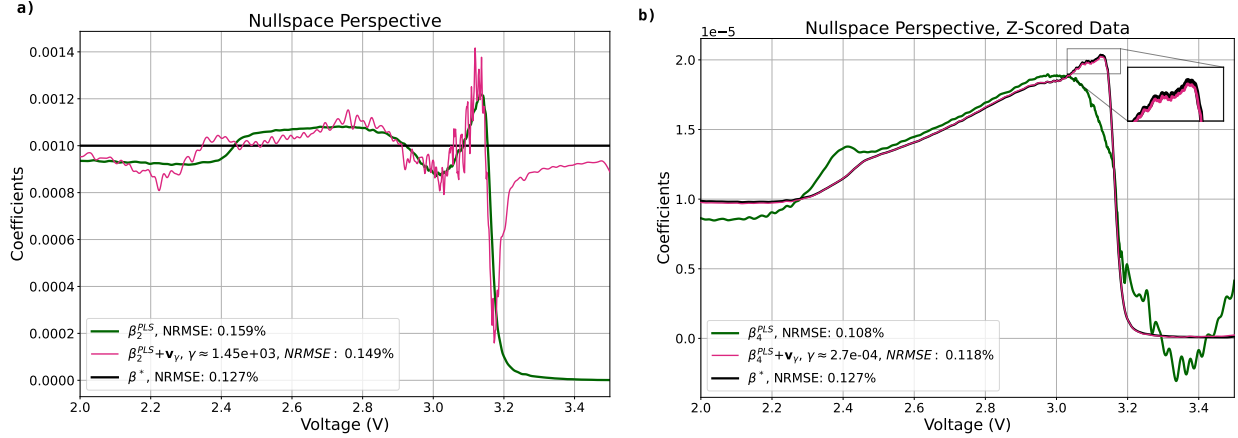 a)
Nullspace Perspective
Coefficients
0.0014
0.0012
0.0010
0.0008
0.0006
0.0004
0.0002
0.0000
β₂^PLS, NRMSE: 0.159%
β₂^PLS+v_γ, γ ≈ 1.45e+03, NRMSE: 0.149%
β*, NRMSE: 0.127%
2.0 2.2 2.4 2.6 2.8 3.0 3.2 3.4
Voltage (V)
b)
Nullspace Perspective, Z-Scored Data
1e−5
Coefficients
2.0
1.5
1.0
0.5
0.0
β₄^PLS, NRMSE: 0.108%
β₄^PLS+v_γ, γ ≈ 2.7e-04, NRMSE: 0.118%
β*, NRMSE: 0.127%
2.0 2.2 2.4 2.6 2.8 3.0 3.2 3.4
Voltage (V)